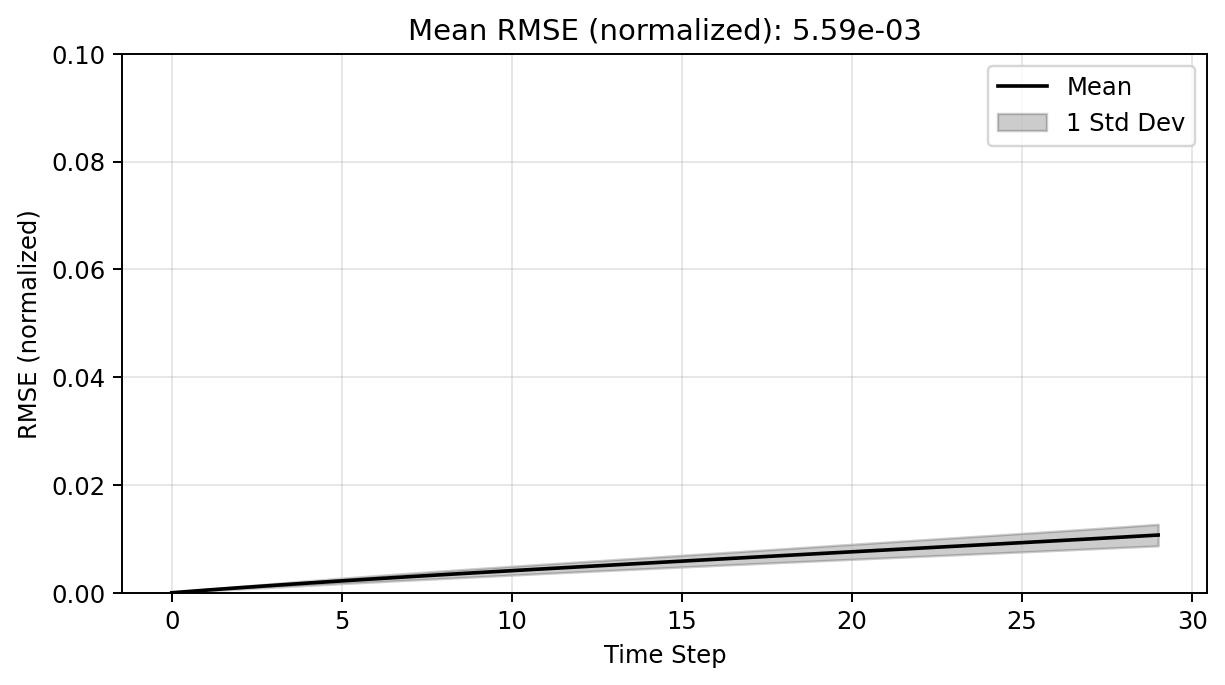 Mean RMSE (normalized): 5.59e-03
0.10
0.08
0.06
0.04
0.02
0.00
RMSE (normalized)
Mean
1 Std Dev
0 5 10 15 20 25 30
Time Step